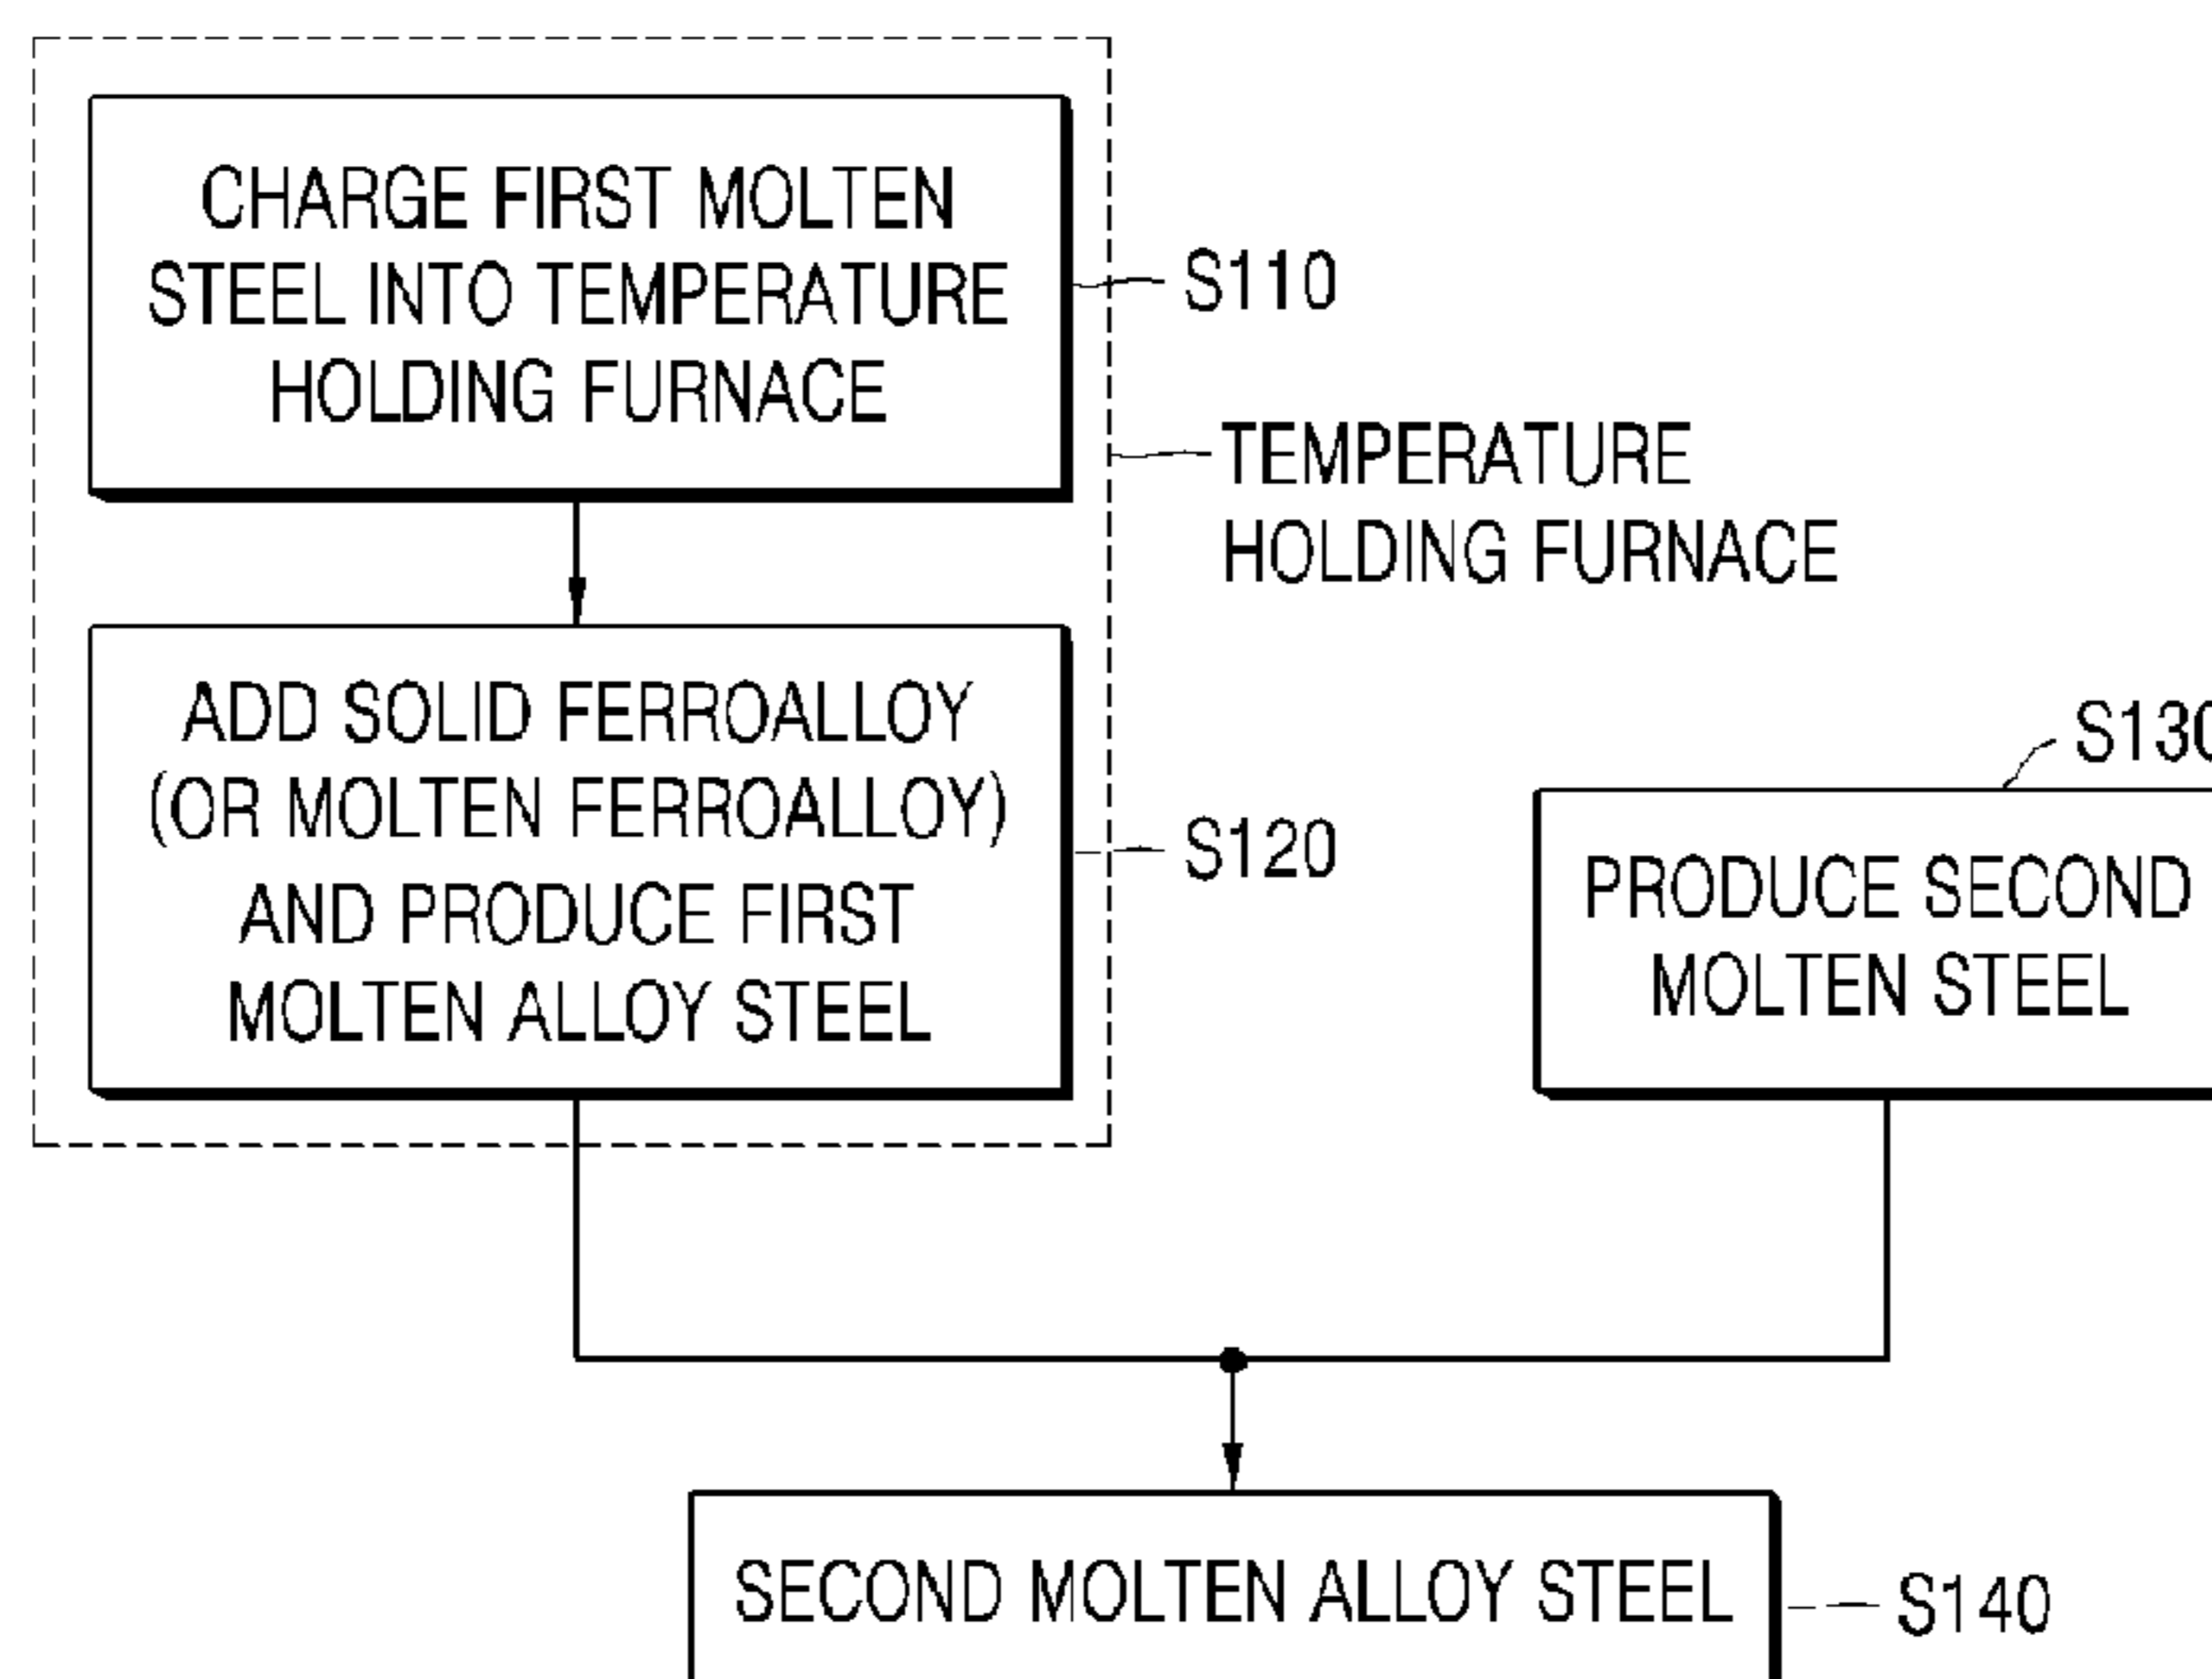 CHARGE FIRST MOLTEN
STEEL INTO TEMPERATURE
HOLDING FURNACE
S110
TEMPERATURE
HOLDING FURNACE
ADD SOLID FERROALLOY
(OR MOLTEN FERROALLOY)
AND PRODUCE FIRST
MOLTEN ALLOY STEEL
S120
S130
PRODUCE SECOND
MOLTEN STEEL
SECOND MOLTEN ALLOY STEEL
S140